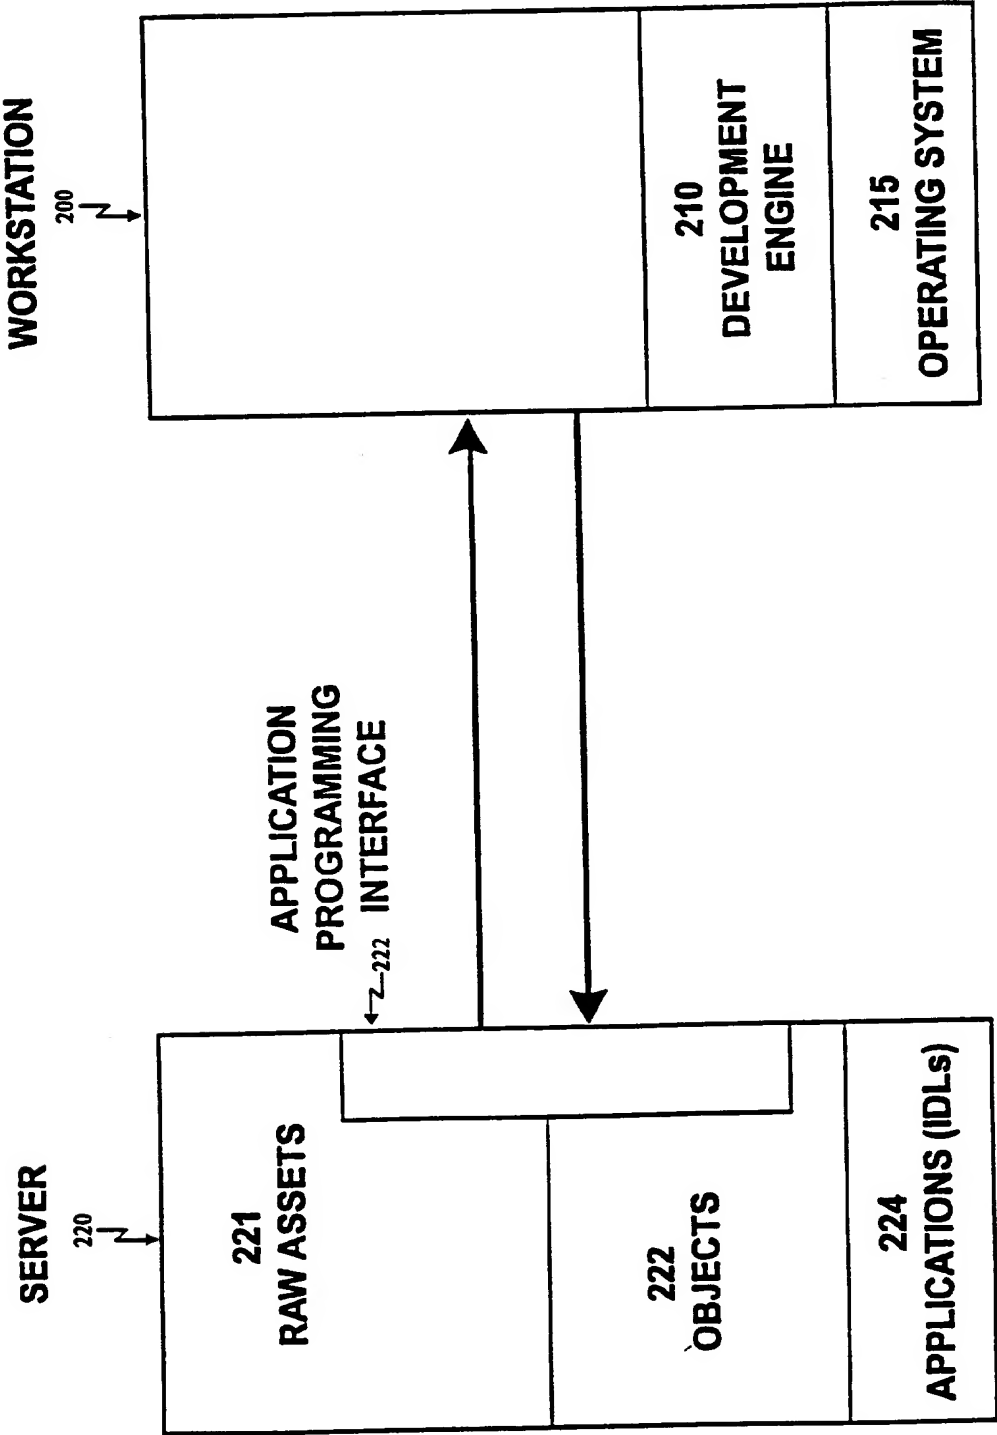 SERVER
220
221
RAW ASSETS
222
OBJECTS
224
APPLICATIONS (IDLs)
APPLICATION
PROGRAMMING
INTERFACE
222
WORKSTATION
200
210
DEVELOPMENT
ENGINE
215
OPERATING SYSTEM